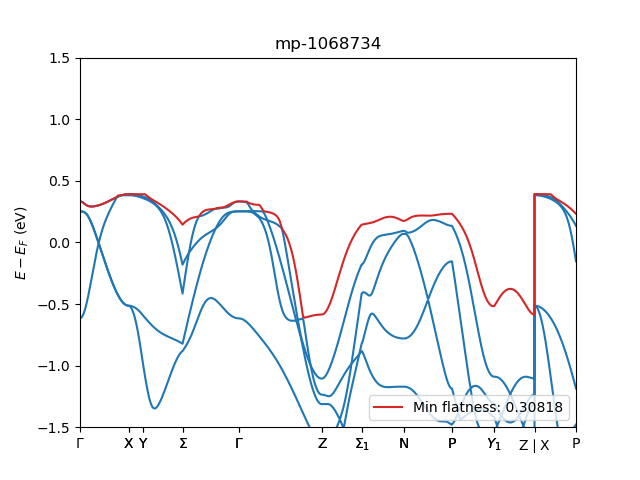 mp-1068734
E − E_F (eV)
1.5
1.0
0.5
0.0
−0.5
−1.0
−1.5
Min flatness: 0.30818
Γ X Y Σ Γ Z Σ₁ N P Y₁ Z | X P